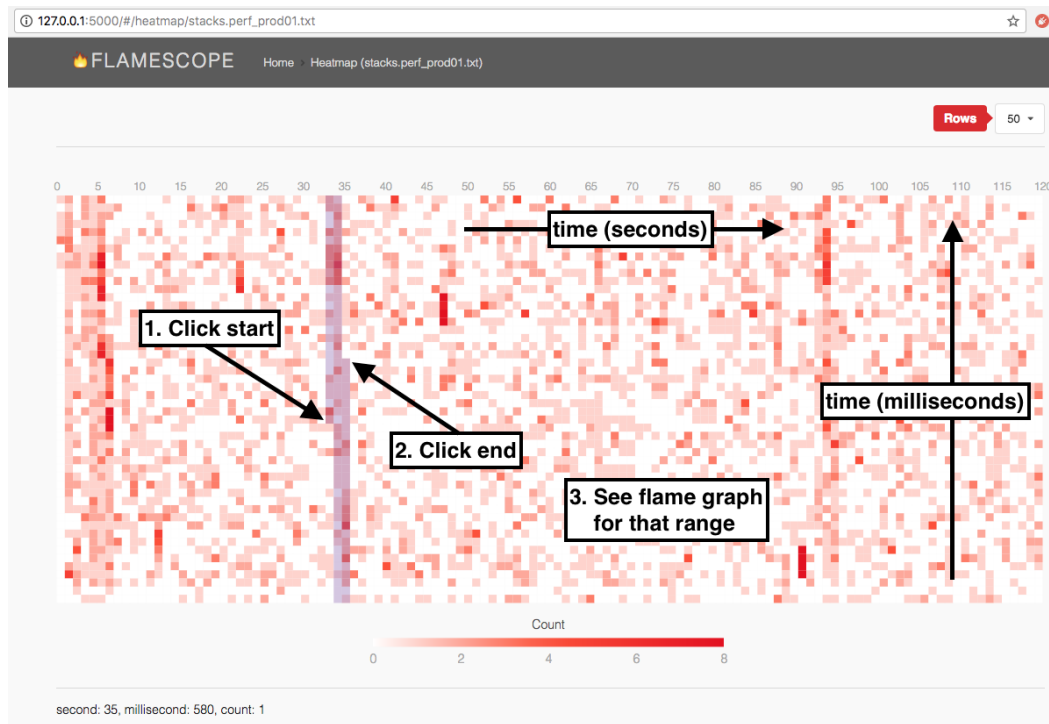 127.0.0.1:5000/#/heatmap/stacks.perf_prod01.txt
FLAMESCOPE Home › Heatmap (stacks.perf_prod01.txt)
Rows 50
0 5 10 15 20 25 30 35 40 45 50 55 60 65 70 75 80 85 90 95 100 105 110 115 120
time (seconds)
1. Click start
time (milliseconds)
2. Click end
3. See flame graph
for that range
Count
0 2 4 6 8
second: 35, millisecond: 580, count: 1